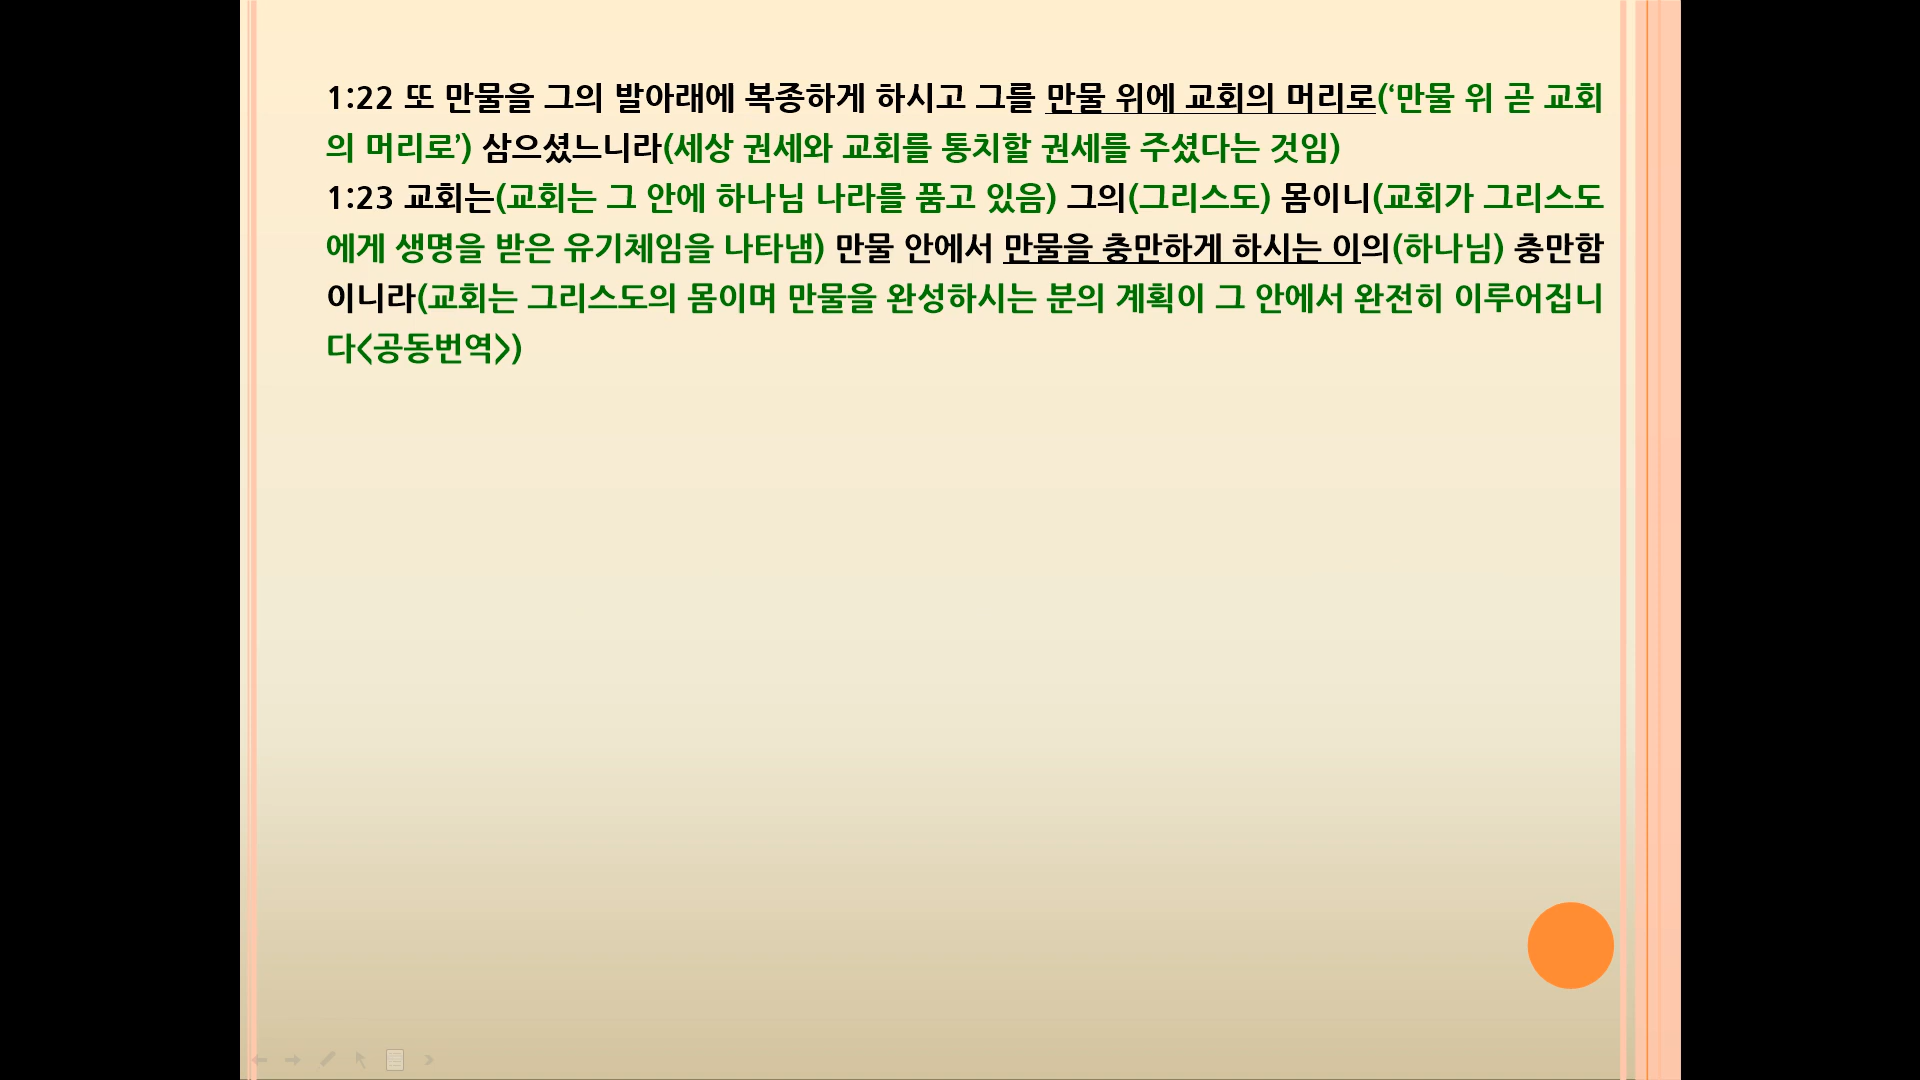 1:22 또 만물을 그의 발아래에 복종하게 하시고 그를 만물 위에 교회의 머리로(‘만물 위 곧 교회
의 머리로’) 삼으셨느니라(세상 권세와 교회를 통치할 권세를 주셨다는 것임)
1:23 교회는(교회는 그 안에 하나님 나라를 품고 있음) 그의(그리스도) 몸이니(교회가 그리스도
에게 생명을 받은 유기체임을 나타냄) 만물 안에서 만물을 충만하게 하시는 이의(하나님) 충만함
이니라(교회는 그리스도의 몸이며 만물을 완성하시는 분의 계획이 그 안에서 완전히 이루어집니
다<공동번역>)